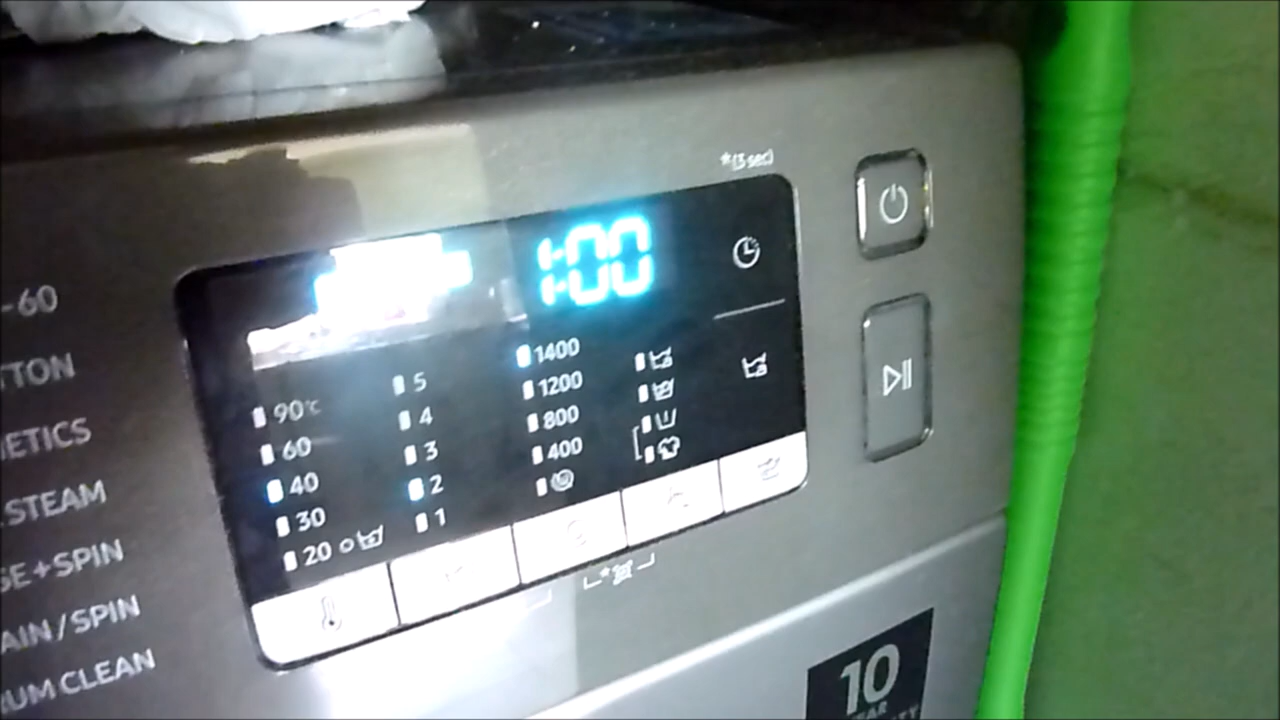 *(3 sec)
1:00
-60
TTON
ETICS
STEAM
SE+SPIN
AIN/SPIN
UM CLEAN
90℃
60
40
30
20
5
4
3
2
1
1400
1200
800
400
10